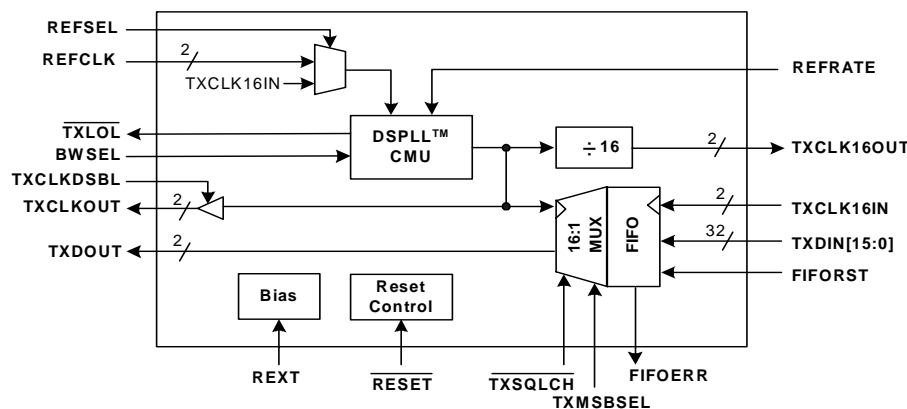 REFSEL
REFCLK
2
TXCLK16IN
REFRATE
TXLOL
BWSEL
DSPLL™
CMU
÷ 16
2
TXCLK16OUT
TXCLKDSBL
TXCLKOUT
2
16:1
MUX
FIFO
2
TXCLK16IN
TXDOUT
2
32
TXDIN[15:0]
FIFORST
Bias
Reset
Control
REXT
RESET
TXSQLCH
TXMSBSEL
FIFOERR